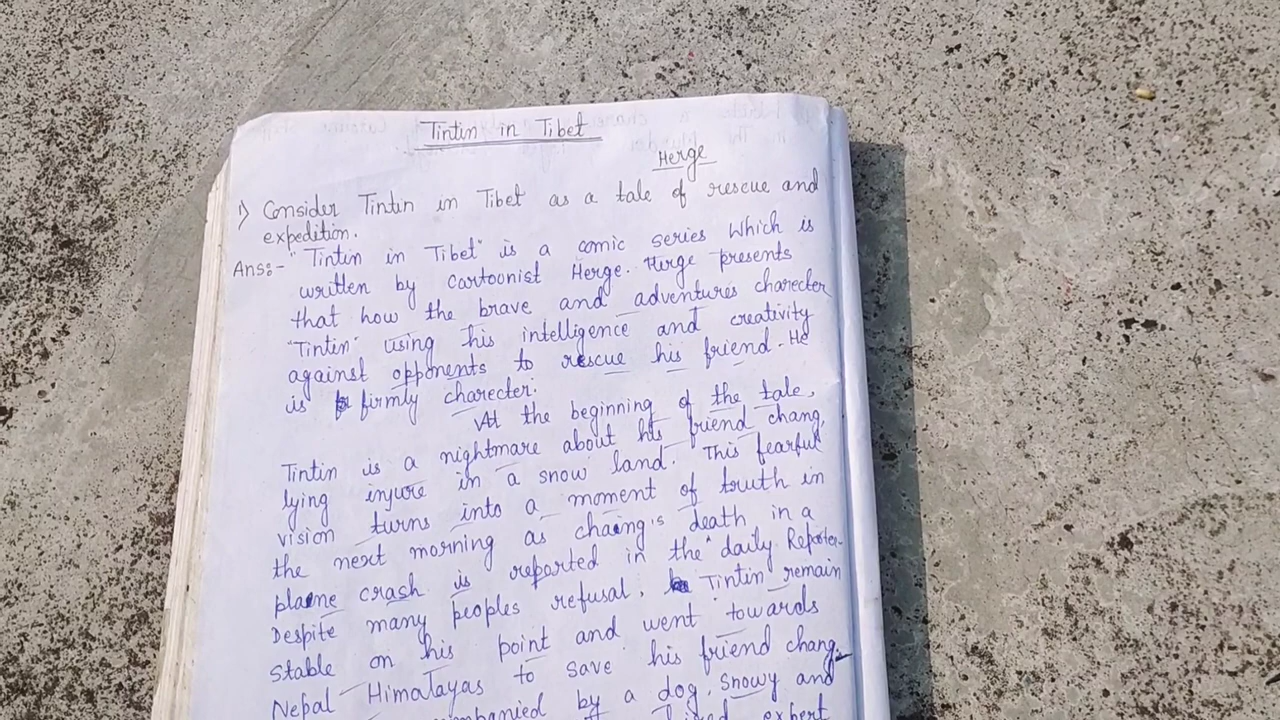 Tintin in Tibet
Herge
1) Consider Tintin in Tibet as a tale of rescue and
expedition.
Ans:- "Tintin in Tibet" is a comic series which is
written by cartoonist Herge. Herge presents
that how the brave and adventures charecter
"Tintin" using his intelligence and creativity
against opponents to rescue his friend. He
is firmly charecter.
At the beginning of the tale,
Tintin is a nightmare about his friend chang,
lying injure in a snow land. This fearful
vision turns into a moment of truth in
the next morning as chaing's death in a
plane crash is reported in the "daily Reporter-
Despite many peoples refusal, Tintin remain
stable on his point and went towards
Nepal Himalayas to save his friend chang.
by a dog, Snowy and
expert